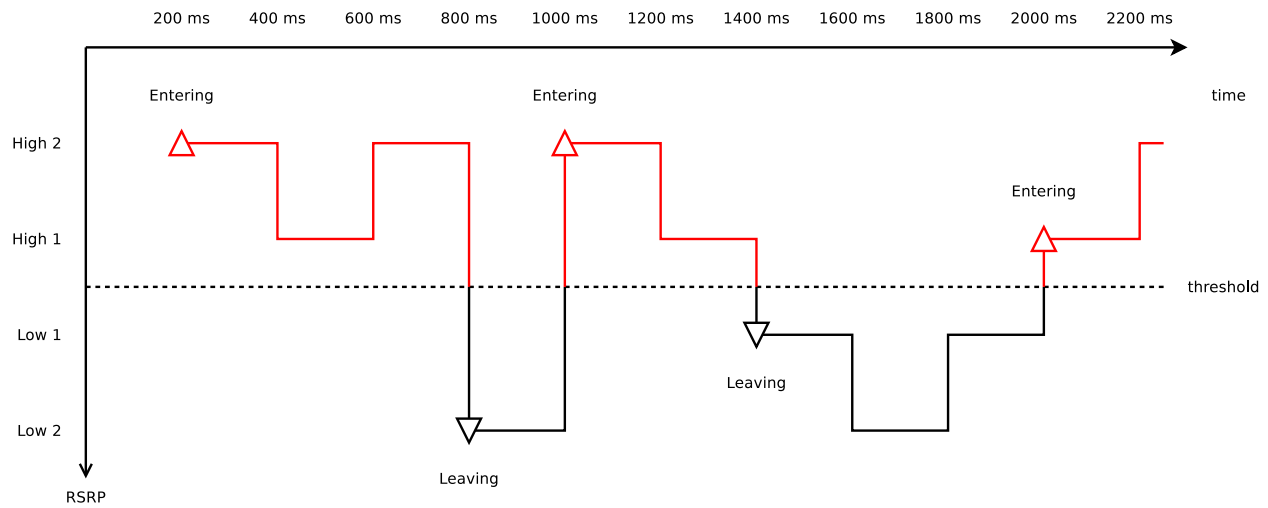 200 ms 400 ms 600 ms 800 ms 1000 ms 1200 ms 1400 ms 1600 ms 1800 ms 2000 ms 2200 ms
Entering Entering time
High 2
Entering
High 1
threshold
Low 1
Leaving
Low 2
Leaving
RSRP